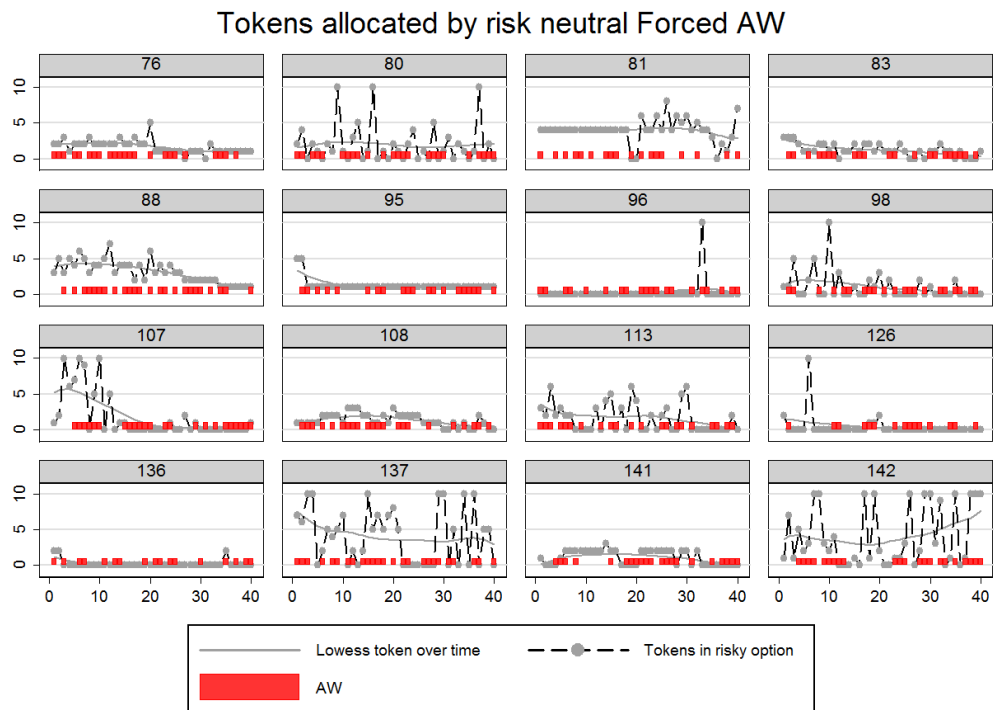 Tokens allocated by risk neutral Forced AW
76 80 81 83
0 5 10
88 95 96 98
0 5 10
107 108 113 126
0 5 10
136 137 141 142
0 5 10
0 10 20 30 40 0 10 20 30 40 0 10 20 30 40 0 10 20 30 40
Lowess token over time Tokens in risky option
AW